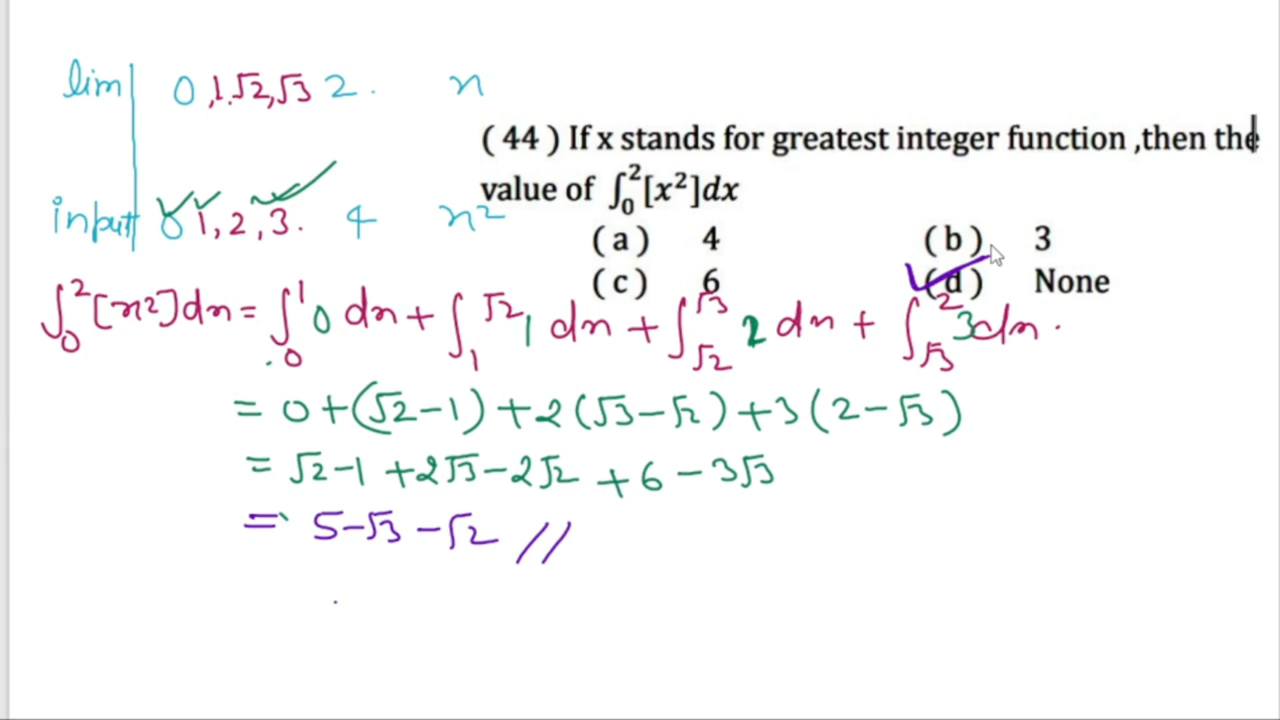 lim 0,1,√2,√3 2. x
( 44 ) If x stands for greatest integer function ,then the
value of ∫₀²[x²]dx
input 0 1,2,3. 4 x²
( a ) 4 ( b ) 3
( c ) 6 ( d ) None
∫₀²[x²]dx = ∫₀¹ 0 dx + ∫₁^√2 1 dx + ∫_√2^√3 2 dx + ∫_√3^2 3dx.
= 0+(√2-1)+2(√3-√2)+3(2-√3)
= √2-1+2√3-2√2+6-3√3
= 5-√3-√2 //